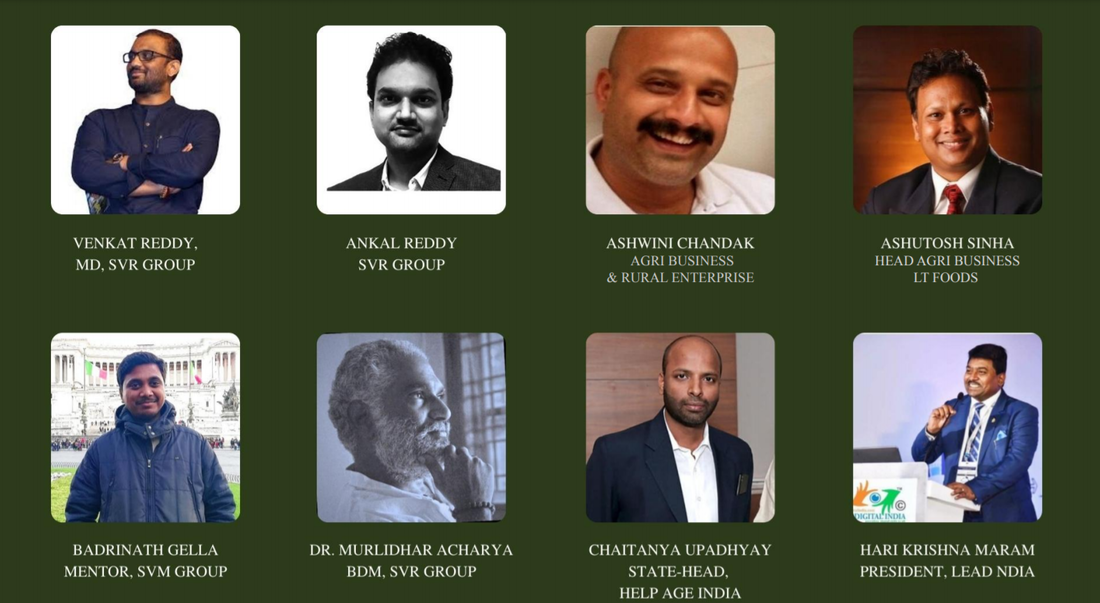 VENKAT REDDY,
MD, SVR GROUP
ANKAL REDDY
SVR GROUP
ASHWINI CHANDAK
AGRI BUSINESS
& RURAL ENTERPRISE
ASHUTOSH SINHA
HEAD AGRI BUSINESS
LT FOODS
BADRINATH GELLA
MENTOR, SVM GROUP
DR. MURLIDHAR ACHARYA
BDM, SVR GROUP
CHAITANYA UPADHYAY
STATE-HEAD,
HELP AGE INDIA
TM
©
DIGITAL INDIA
HARI KRISHNA MARAM
PRESIDENT, LEAD NDIA